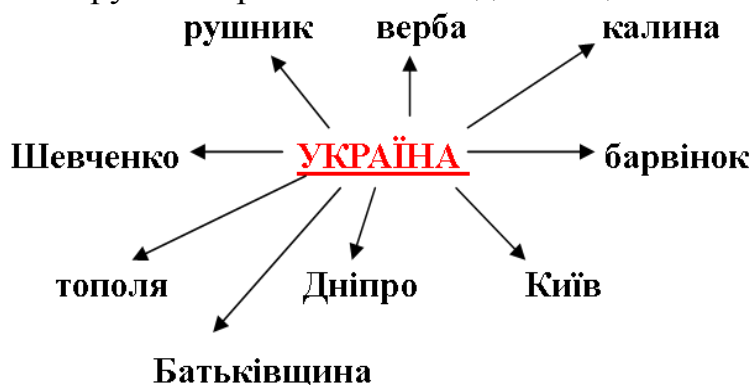 рушник верба калина
Шевченко УКРАЇНА барвінок
тополя Дніпро Київ
Батьківщина